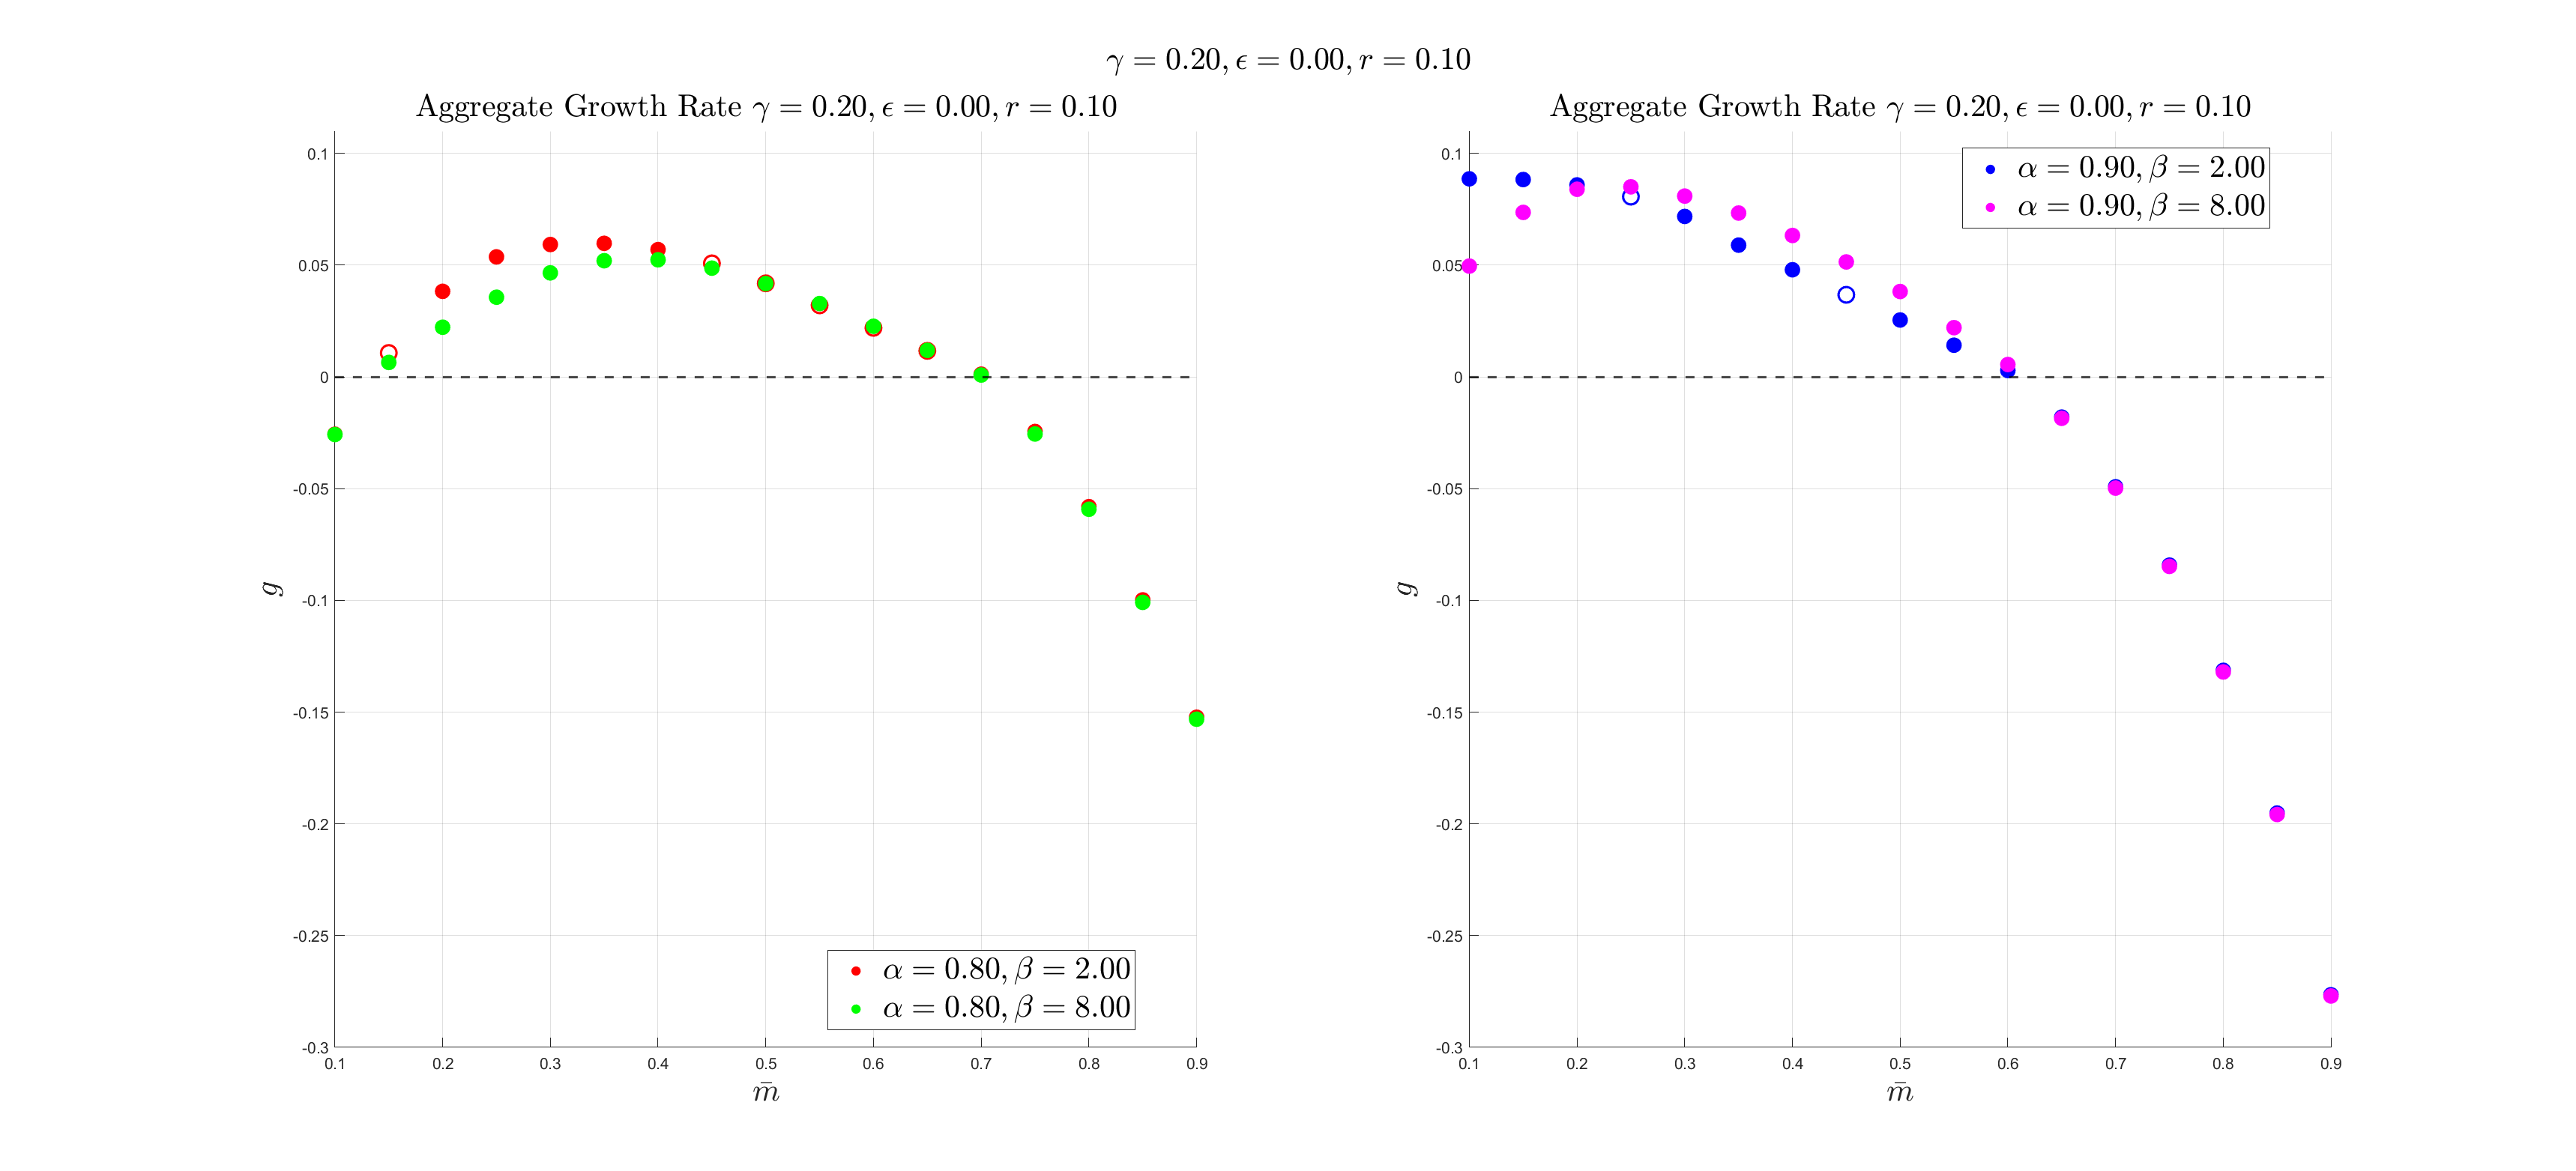 γ = 0.20, ϵ = 0.00, r = 0.10
Aggregate Growth Rate γ = 0.20, ϵ = 0.00, r = 0.10
0.1
0.05
0
-0.05
-0.1
-0.15
-0.2
-0.25
-0.3
g
0.1 0.2 0.3 0.4 0.5 0.6 0.7 0.8 0.9
m̄
α = 0.80, β = 2.00
α = 0.80, β = 8.00
Aggregate Growth Rate γ = 0.20, ϵ = 0.00, r = 0.10
0.1
0.05
0
-0.05
-0.1
-0.15
-0.2
-0.25
-0.3
g
0.1 0.2 0.3 0.4 0.5 0.6 0.7 0.8 0.9
m̄
α = 0.90, β = 2.00
α = 0.90, β = 8.00